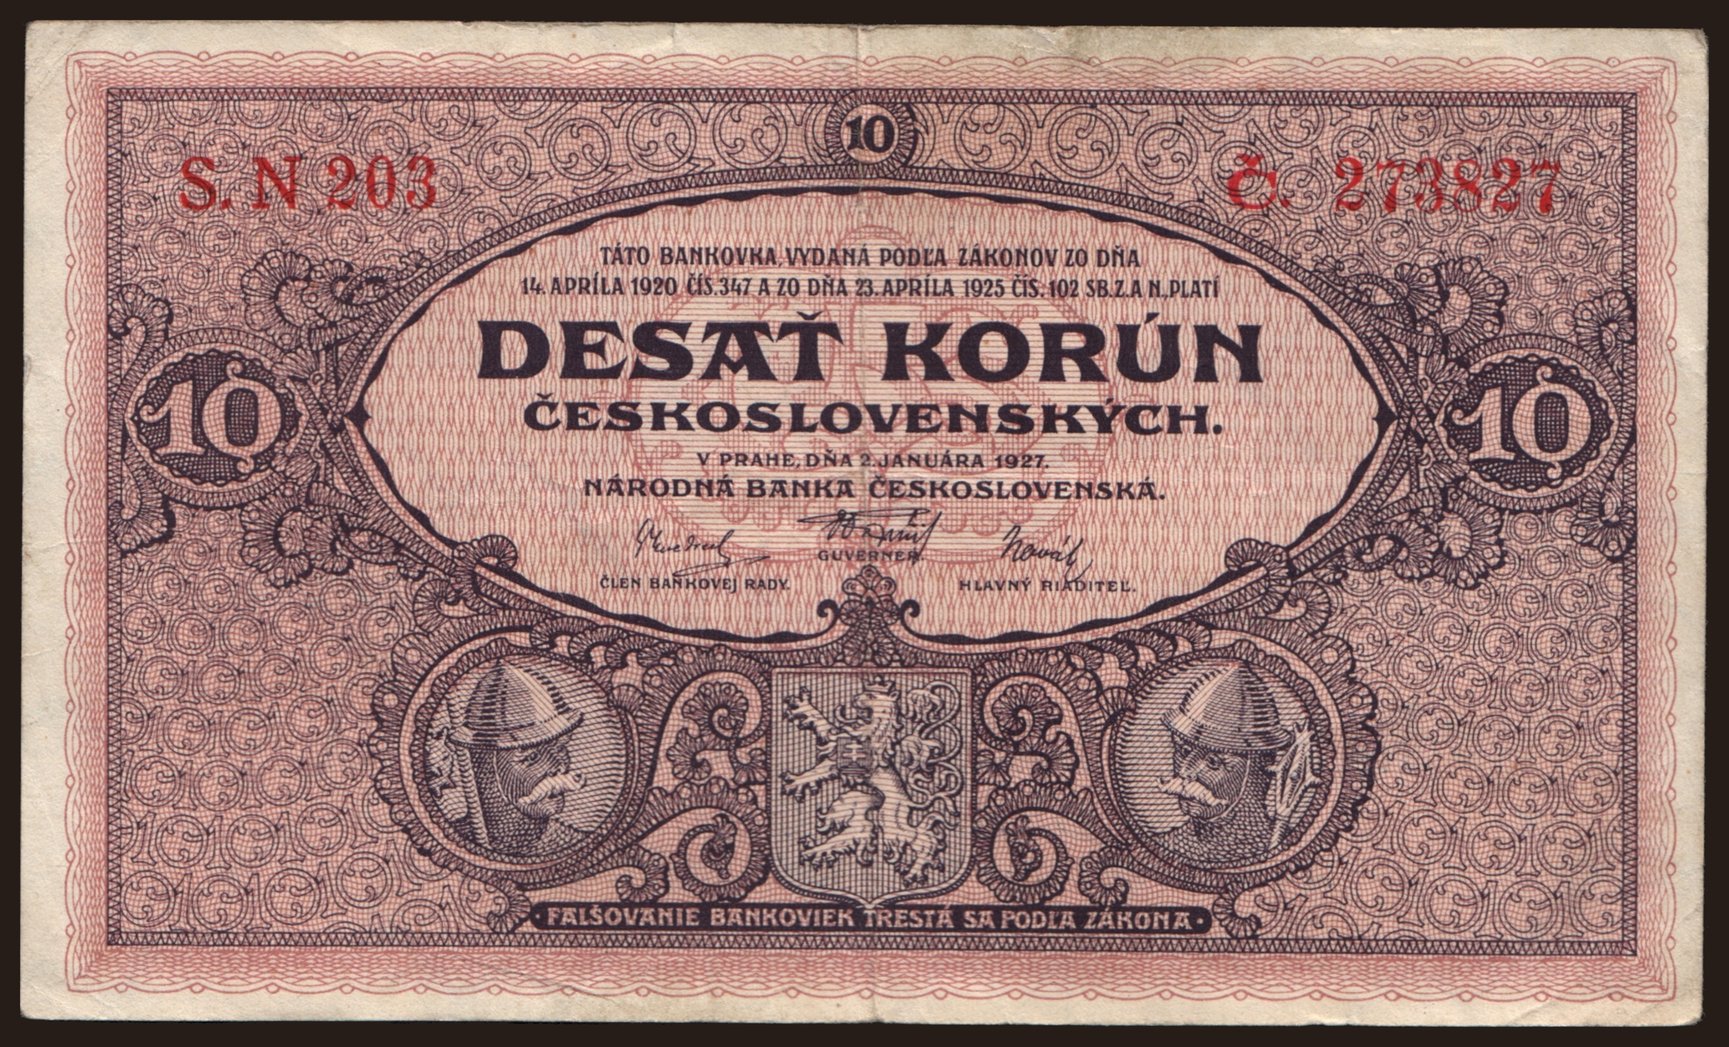 10
S. N 203
Č. 273827
TÁTO BANKOVKA, VYDANÁ PODĽA ZÁKONOV ZO DŇA
14. APRÍLA 1920 ČÍS. 347 A ZO DŇA 23. APRÍLA 1925 ČÍS. 102 SB. Z. A N., PLATÍ
DESAŤ KORÚN
ČESKOSLOVENSKÝCH.
10
10
V PRAHE, DŇA 2. JANUÁRA 1927.
NÁRODNÁ BANKA ČESKOSLOVENSKÁ.
Novák
GUVERNER.
ČLEN BANKOVEJ RADY.
HLAVNÝ RIADITEĽ.
FALŠOVANIE BANKOVIEK TRESTÁ SA PODĽA ZÁKONA